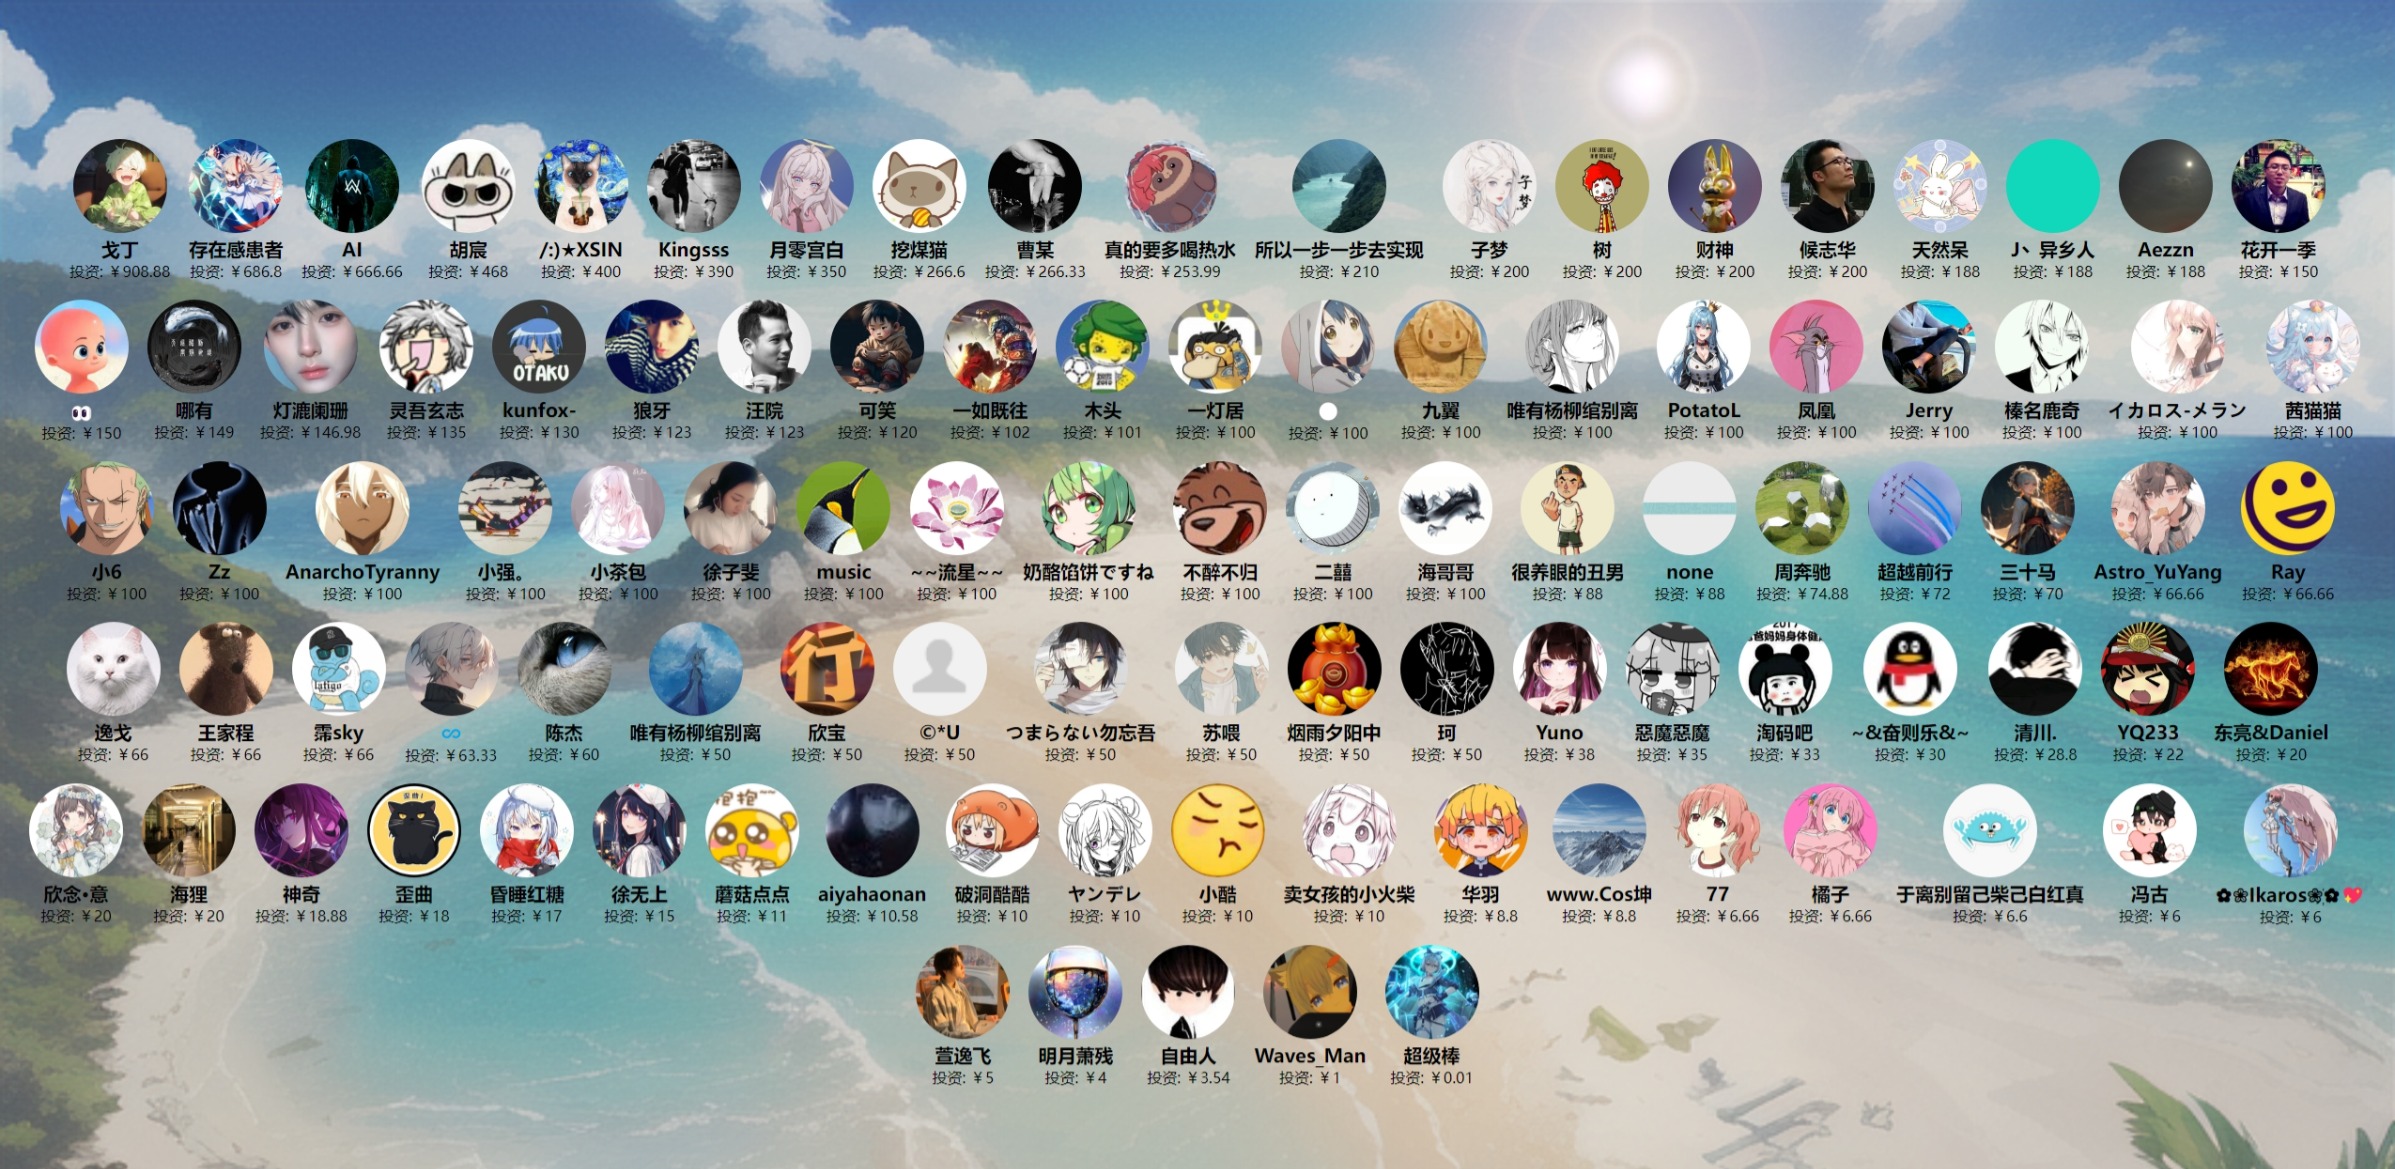 戈丁
投资: ￥908.88
存在感患者
投资: ￥686.8
AI
投资: ￥666.66
胡宸
投资: ￥468
/:)★XSIN
投资: ￥400
Kingsss
投资: ￥390
月零宫白
投资: ￥350
挖煤猫
投资: ￥266.6
曹某
投资: ￥266.33
真的要多喝热水
投资: ￥253.99
所以一步一步去实现
投资: ￥210
子梦
子梦
投资: ￥200
树
投资: ￥200
财神
投资: ￥200
候志华
投资: ￥200
天然呆
投资: ￥188
J丶异乡人
投资: ￥188
Aezzn
投资: ￥188
花开一季
投资: ￥150
👀
投资: ￥150
哪有
投资: ￥149
灯漉阑珊
投资: ￥146.98
灵吾玄志
投资: ￥135
OTAKU
kunfox-
投资: ￥130
狼牙
投资: ￥123
汪院
投资: ￥123
可笑
投资: ￥120
一如既往
投资: ￥102
木头
投资: ￥101
一灯居
投资: ￥100
投资: ￥100
九翼
投资: ￥100
唯有杨柳绾别离
投资: ￥100
PotatoL
投资: ￥100
凤凰
投资: ￥100
Jerry
投资: ￥100
榛名鹿奇
投资: ￥100
イカロス-メラン
投资: ￥100
茜猫猫
投资: ￥100
小6
投资: ￥100
Zz
投资: ￥100
AnarchoTyranny
投资: ￥100
小强。
投资: ￥100
小茶包
投资: ￥100
徐子斐
投资: ￥100
music
投资: ￥100
~~流星~~
投资: ￥100
奶酪馅饼ですね
投资: ￥100
不醉不归
投资: ￥100
二囍
投资: ￥100
海哥哥
投资: ￥100
很养眼的丑男
投资: ￥88
none
投资: ￥88
周奔驰
投资: ￥74.88
超越前行
投资: ￥72
三十马
投资: ￥70
Astro_YuYang
投资: ￥66.66
Ray
投资: ￥66.66
逸戈
投资: ￥66
王家程
投资: ￥66
霈sky
投资: ￥66
∞
投资: ￥63.33
陈杰
投资: ￥60
唯有杨柳绾别离
投资: ￥50
行
欣宝
投资: ￥50
©*U
投资: ￥50
つまらない勿忘吾
投资: ￥50
苏喂
投资: ￥50
烟雨夕阳中
投资: ￥50
珂
投资: ￥50
Yuno
投资: ￥38
惡魔惡魔
投资: ￥35
2017
爸妈妈身体健
淘码吧
投资: ￥33
~&奋则乐&~
投资: ￥30
清川.
投资: ￥28.8
YQ233
投资: ￥22
东亮&Daniel
投资: ￥20
欣念•意
投资: ￥20
海狸
投资: ￥20
神奇
投资: ￥18.88
歪曲
投资: ￥18
昏睡红糖
投资: ￥17
徐无上
投资: ￥15
抱抱~~
蘑菇点点
投资: ￥11
aiyahaonan
投资: ￥10.58
破洞酷酷
投资: ￥10
ヤンデレ
投资: ￥10
小酷
投资: ￥10
卖女孩的小火柴
投资: ￥10
华羽
投资: ￥8.8
www.Cos坤
投资: ￥8.8
77
投资: ￥6.66
橘子
投资: ￥6.66
于离别留己柴己白红真
投资: ￥6.6
冯古
投资: ￥6
✿❀Ikaros❀✿💖
投资: ￥6
萱逸飞
投资: ￥5
明月萧残
投资: ￥4
自由人
投资: ￥3.54
Waves_Man
投资: ￥1
超级棒
投资: ￥0.01